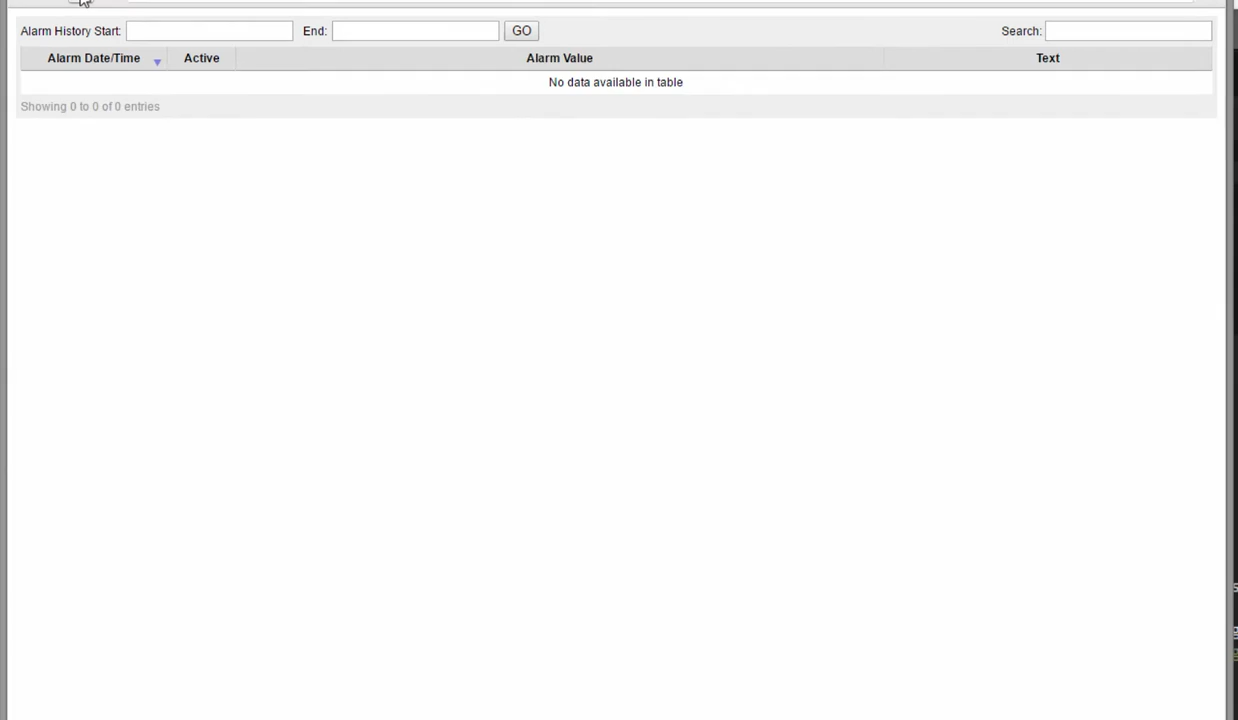 Alarm History Start: End: GO Search:
Alarm Date/Time Active Alarm Value Text
No data available in table
Showing 0 to 0 of 0 entries